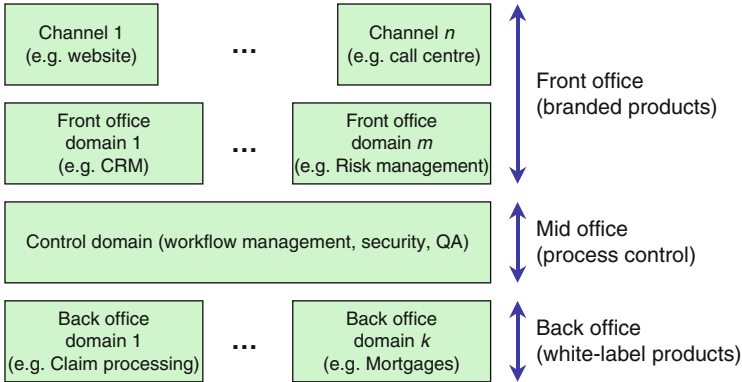 Channel 1
(e.g. website)
...
Channel n
(e.g. call centre)
Front office
(branded products)
Front office
domain 1
(e.g. CRM)
...
Front office
domain m
(e.g. Risk management)
Control domain (workflow management, security, QA)
Mid office
(process control)
Back office
domain 1
(e.g. Claim processing)
...
Back office
domain k
(e.g. Mortgages)
Back office
(white-label products)